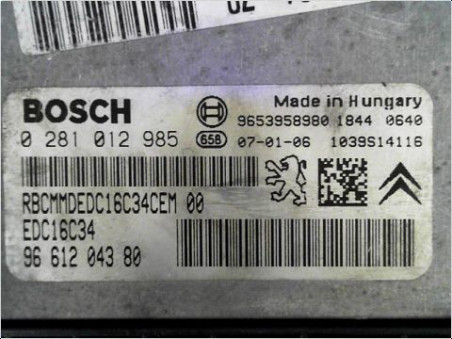 BOSCH
Made in Hungary
9653958980 1844 0640
0 281 012 985 658 07-01-06 1039S14116
RBCMMDEDC16C34CEM 00
EDC16C34
96 612 043 80